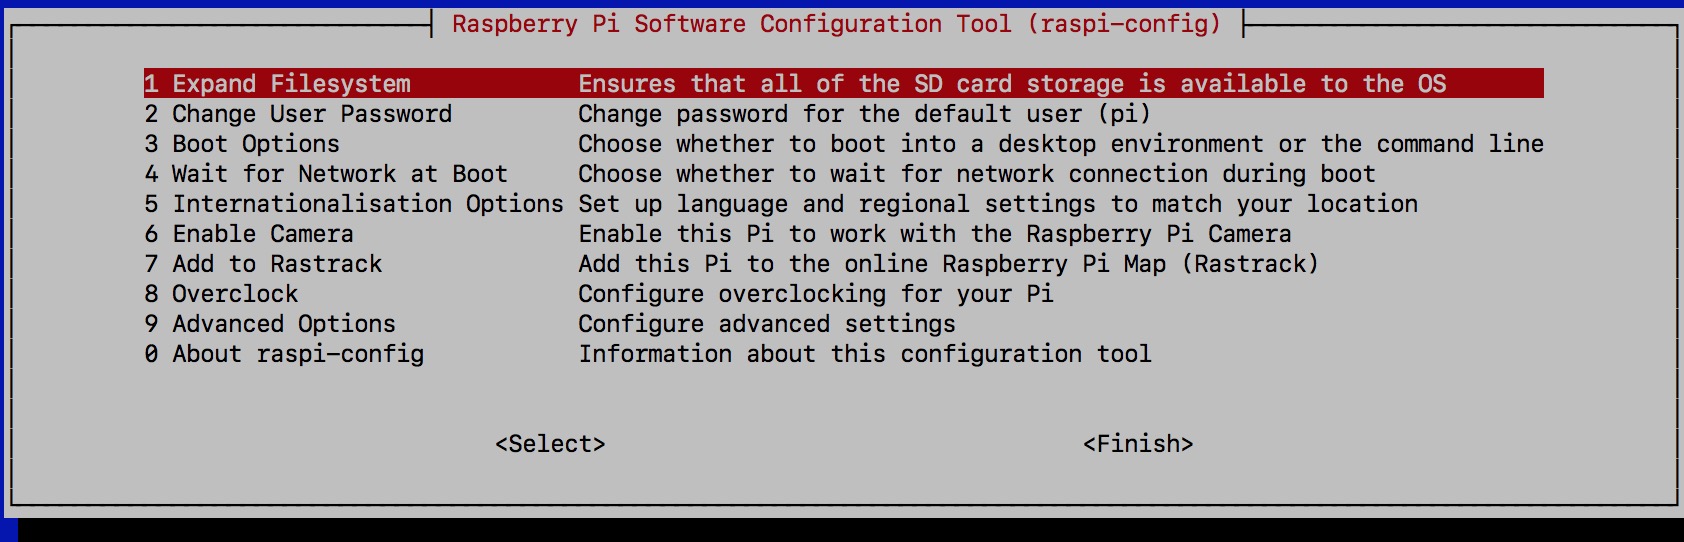 Raspberry Pi Software Configuration Tool (raspi-config)
1 Expand Filesystem Ensures that all of the SD card storage is available to the OS
2 Change User Password Change password for the default user (pi)
3 Boot Options Choose whether to boot into a desktop environment or the command line
4 Wait for Network at Boot Choose whether to wait for network connection during boot
5 Internationalisation Options Set up language and regional settings to match your location
6 Enable Camera Enable this Pi to work with the Raspberry Pi Camera
7 Add to Rastrack Add this Pi to the online Raspberry Pi Map (Rastrack)
8 Overclock Configure overclocking for your Pi
9 Advanced Options Configure advanced settings
0 About raspi-config Information about this configuration tool
<Select> <Finish>